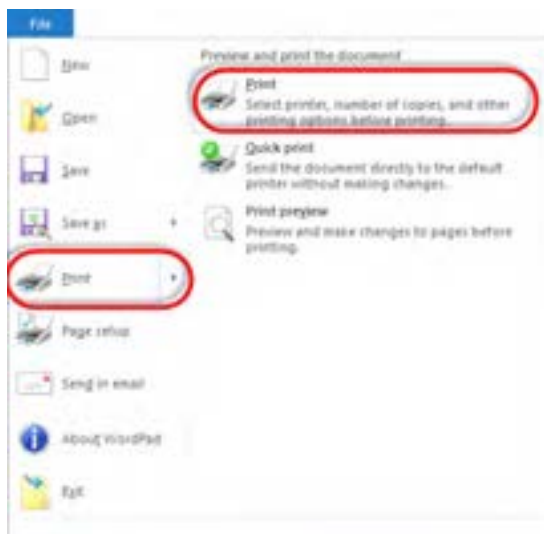 File
New
Open
Save
Save as
Print
Page setup
Send in email
About WordPad
Exit
Preview and print the document
Print
Select printer, number of copies, and other
printing options before printing.
Quick print
Send the document directly to the default
printer without making changes.
Print preview
Preview and make changes to pages before
printing.